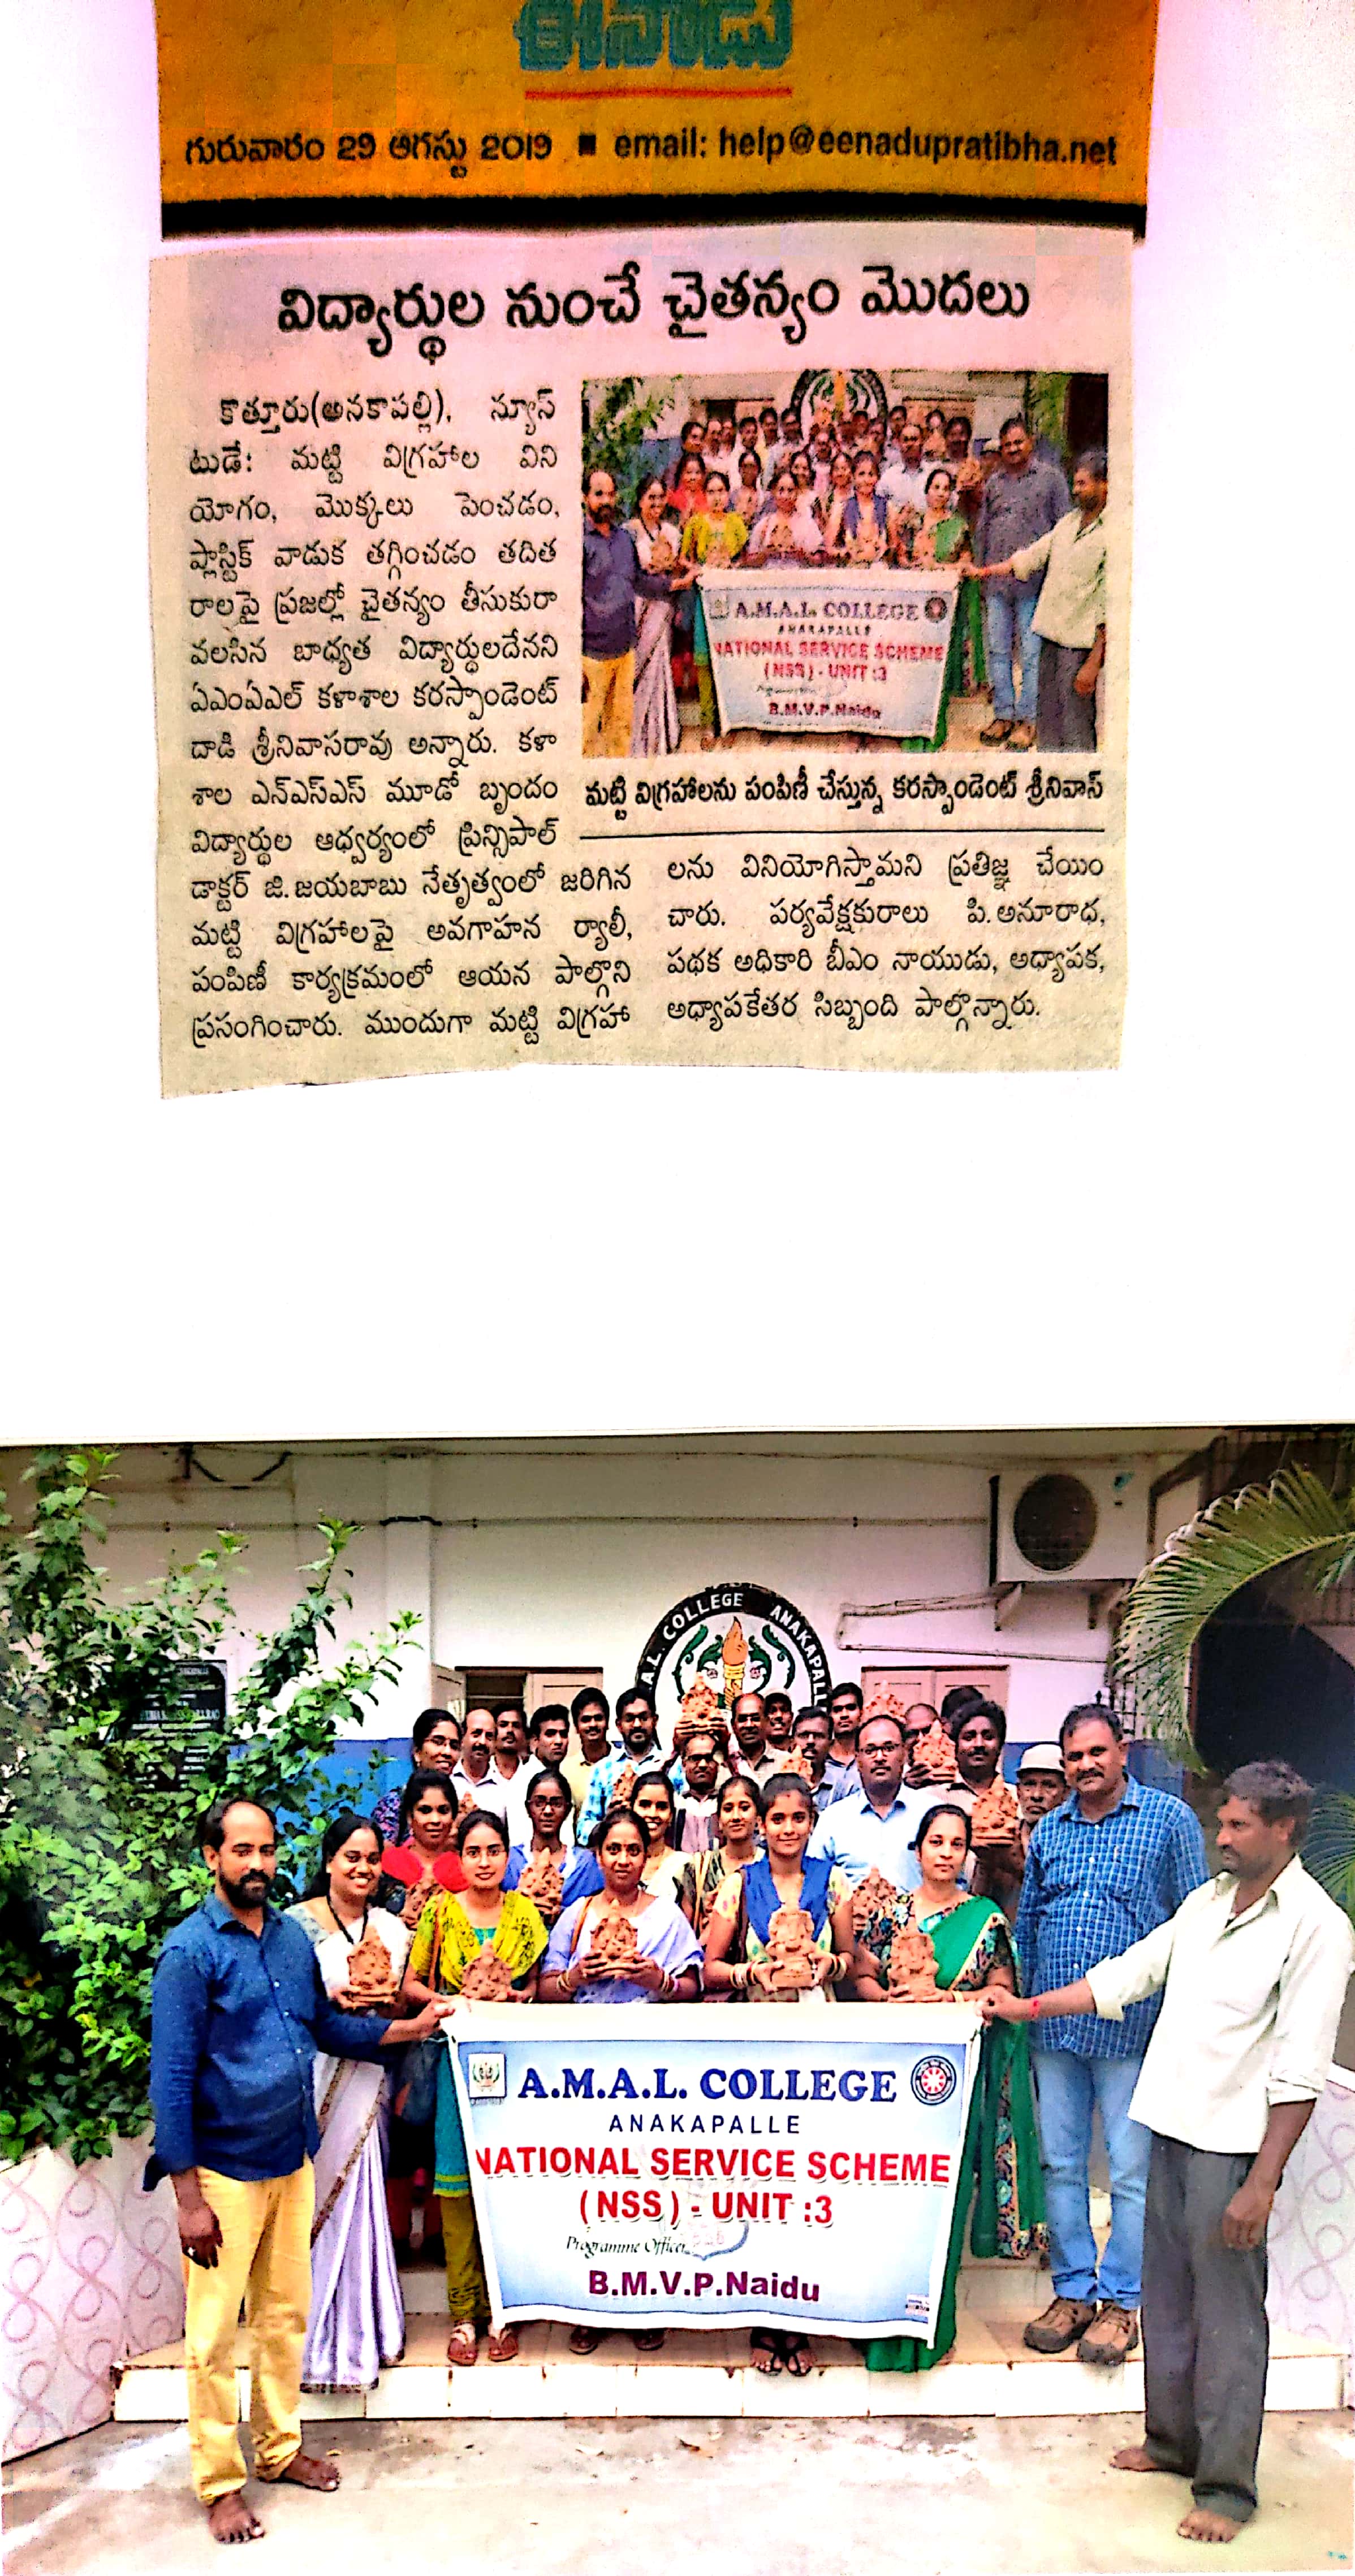 ఈనాడు
గురువారం 29 ఆగస్టు 2019 ■ email: help@eenadupratibha.net
విద్యార్థుల నుంచే చైతన్యం మొదలు
కొత్తూరు(అనకాపల్లి), న్యూస్
టుడే: మట్టి విగ్రహాల విని
యోగం, మొక్కలు పెంచడం,
ప్లాస్టిక్ వాడుక తగ్గించడం తదిత
రాలపై ప్రజల్లో చైతన్యం తీసుకురా
వలసిన బాధ్యత విద్యార్థులదేనని
ఏఎంఏఎల్ కళాశాల కరస్పాండెంట్
దాడి శ్రీనివాసరావు అన్నారు. కళా
శాల ఎన్ఎస్ఎస్ మూడో బృందం
విద్యార్థుల ఆధ్వర్యంలో ప్రిన్సిపాల్
డాక్టర్ జి.జయబాబు నేతృత్వంలో జరిగిన
మట్టి విగ్రహాలపై అవగాహన ర్యాలీ,
పంపిణీ కార్యక్రమంలో ఆయన పాల్గొని
ప్రసంగించారు. ముందుగా మట్టి విగ్రహా
A.M.A.L. COLLEGE
ANAKAPALLE
NATIONAL SERVICE SCHEME
(NSS) - UNIT :3
B.M.V.P.Naidu
మట్టి విగ్రహాలను పంపిణీ చేస్తున్న కరస్పాండెంట్ శ్రీనివాస్
లను వినియోగిస్తామని ప్రతిజ్ఞ చేయిం
చారు. పర్యవేక్షకురాలు పి.అనూరాధ,
పథక అధికారి బీఎం నాయుడు, అధ్యాపక,
అధ్యాపకేతర సిబ్బంది పాల్గొన్నారు.
A.L. COLLEGE ANAKAPALL
A.M.A.L. COLLEGE
ANAKAPALLE
NATIONAL SERVICE SCHEME
(NSS) - UNIT :3
Programme Officer
B.M.V.P.Naidu